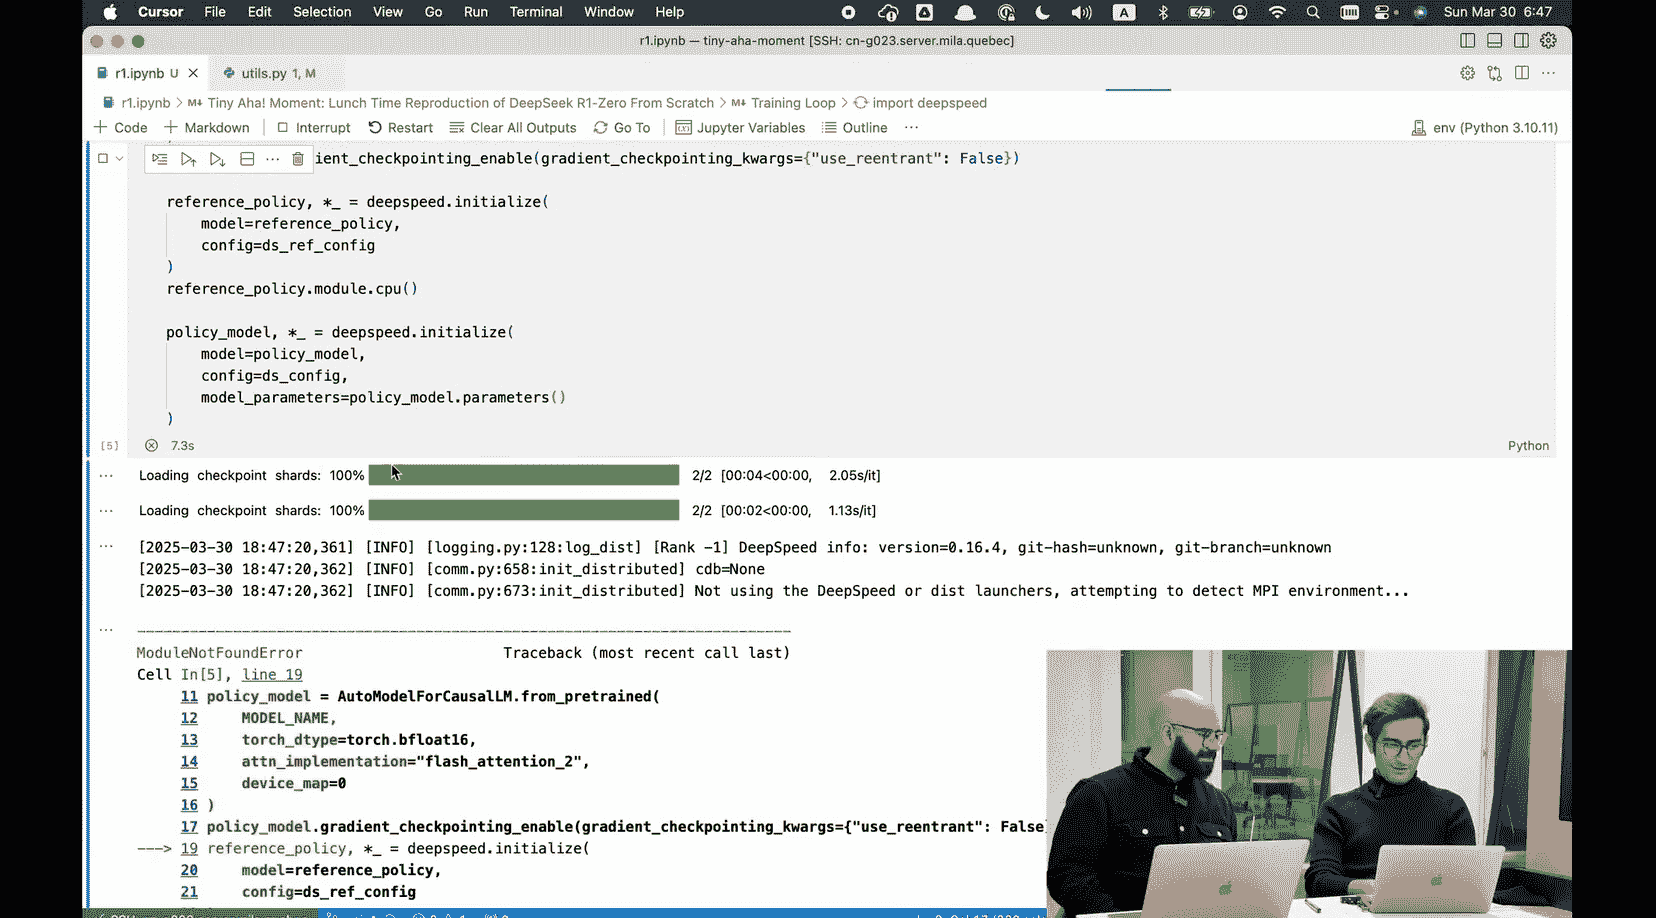 Cursor File Edit Selection View Go Run Terminal Window Help A Sun Mar 30 6:47
r1.ipynb — tiny-aha-moment [SSH: cn-g023.server.mila.quebec]
r1.ipynb U utils.py 1, M
r1.ipynb > M↓ Tiny Aha! Moment: Lunch Time Reproduction of DeepSeek R1-Zero From Scratch > M↓ Training Loop > import deepspeed
+ Code + Markdown Interrupt Restart Clear All Outputs Go To Jupyter Variables Outline ... env (Python 3.10.11)
ient_checkpointing_enable(gradient_checkpointing_kwargs={"use_reentrant": False})
reference_policy, *_ = deepspeed.initialize(
model=reference_policy,
config=ds_ref_config
)
reference_policy.module.cpu()
policy_model, *_ = deepspeed.initialize(
model=policy_model,
config=ds_config,
model_parameters=policy_model.parameters()
)
[5] 7.3s Python
... Loading checkpoint shards: 100% 2/2 [00:04<00:00, 2.05s/it]
... Loading checkpoint shards: 100% 2/2 [00:02<00:00, 1.13s/it]
... [2025-03-30 18:47:20,361] [INFO] [logging.py:128:log_dist] [Rank -1] DeepSpeed info: version=0.16.4, git-hash=unknown, git-branch=unknown
[2025-03-30 18:47:20,362] [INFO] [comm.py:658:init_distributed] cdb=None
[2025-03-30 18:47:20,362] [INFO] [comm.py:673:init_distributed] Not using the DeepSpeed or dist launchers, attempting to detect MPI environment...
... ---------------------------------------------------------------------------
ModuleNotFoundError Traceback (most recent call last)
Cell In[5], line 19
11 policy_model = AutoModelForCausalLM.from_pretrained(
12 MODEL_NAME,
13 torch_dtype=torch.bfloat16,
14 attn_implementation="flash_attention_2",
15 device_map=0
16 )
17 policy_model.gradient_checkpointing_enable(gradient_checkpointing_kwargs={"use_reentrant": False
---> 19 reference_policy, *_ = deepspeed.initialize(
20 model=reference_policy,
21 config=ds_ref_config